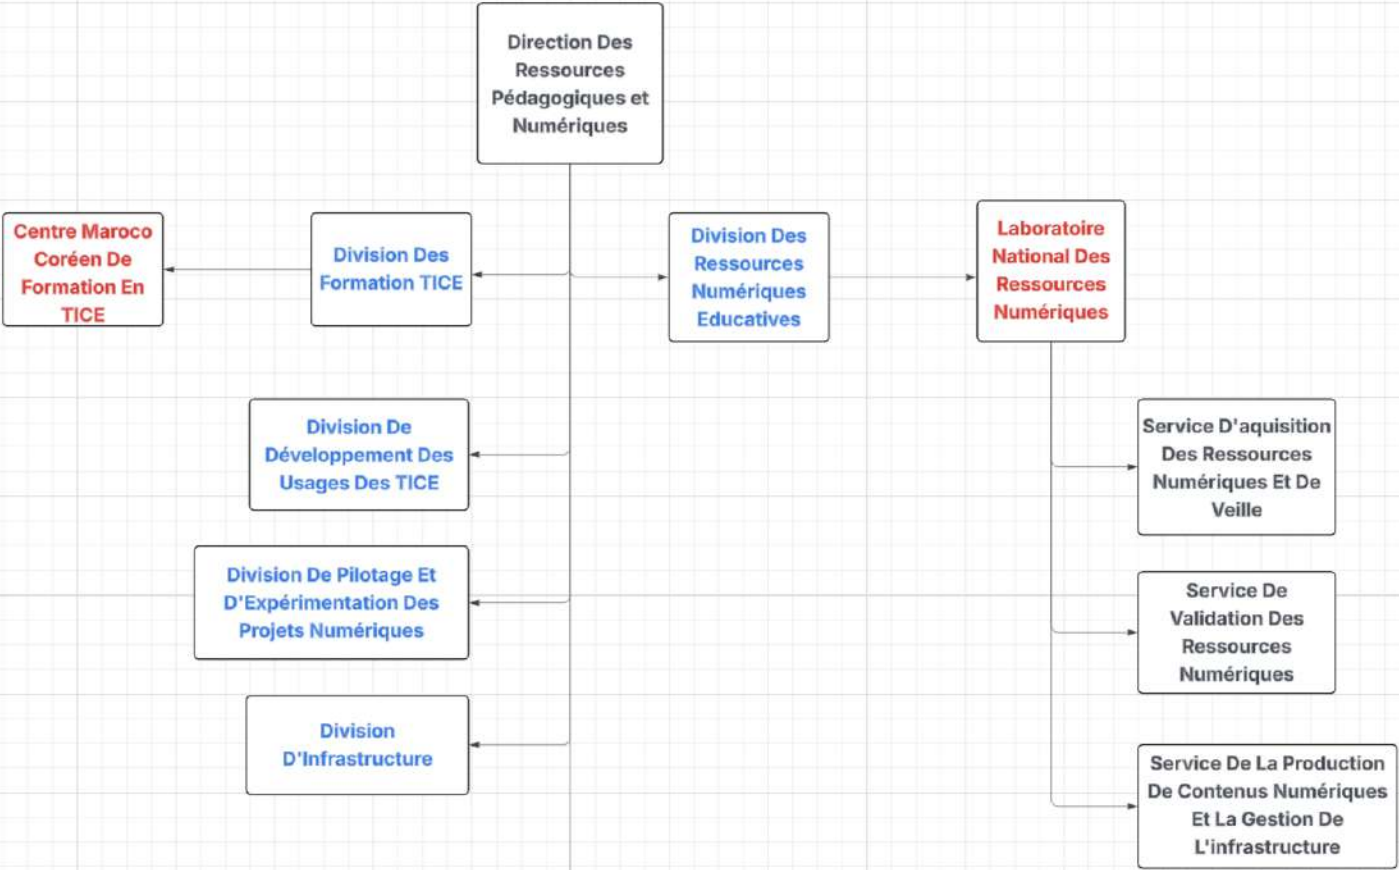 Direction Des
Ressources
Pédagogiques et
Numériques
Centre Maroco
Coréen De
Formation En
TICE
Division Des
Formation TICE
Division Des
Ressources
Numériques
Educatives
Laboratoire
National Des
Ressources
Numériques
Division De
Développement Des
Usages Des TICE
Division De Pilotage Et
D'Expérimentation Des
Projets Numériques
Division
D'Infrastructure
Service D'aquisition
Des Ressources
Numériques Et De
Veille
Service De
Validation Des
Ressources
Numériques
Service De La Production
De Contenus Numériques
Et La Gestion De
L'infrastructure